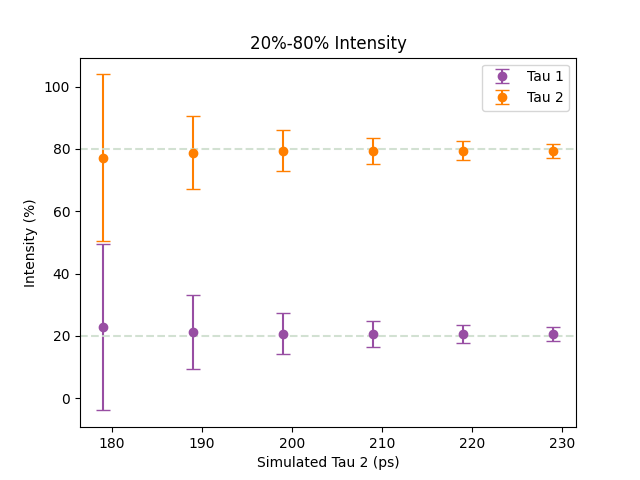 20%-80% Intensity
Tau 1
Tau 2
100
80
60
40
20
0
Intensity (%)
180 190 200 210 220 230
Simulated Tau 2 (ps)